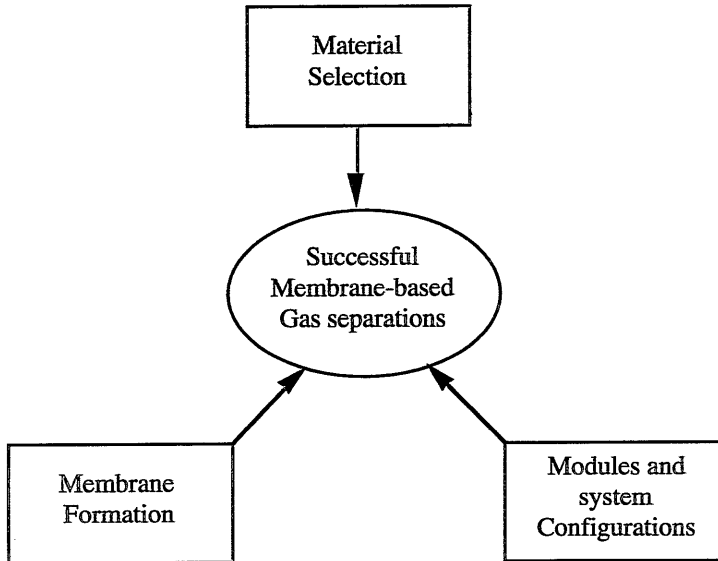 Material
Selection
Successful
Membrane-based
Gas separations
Membrane
Formation
Modules and
system
Configurations